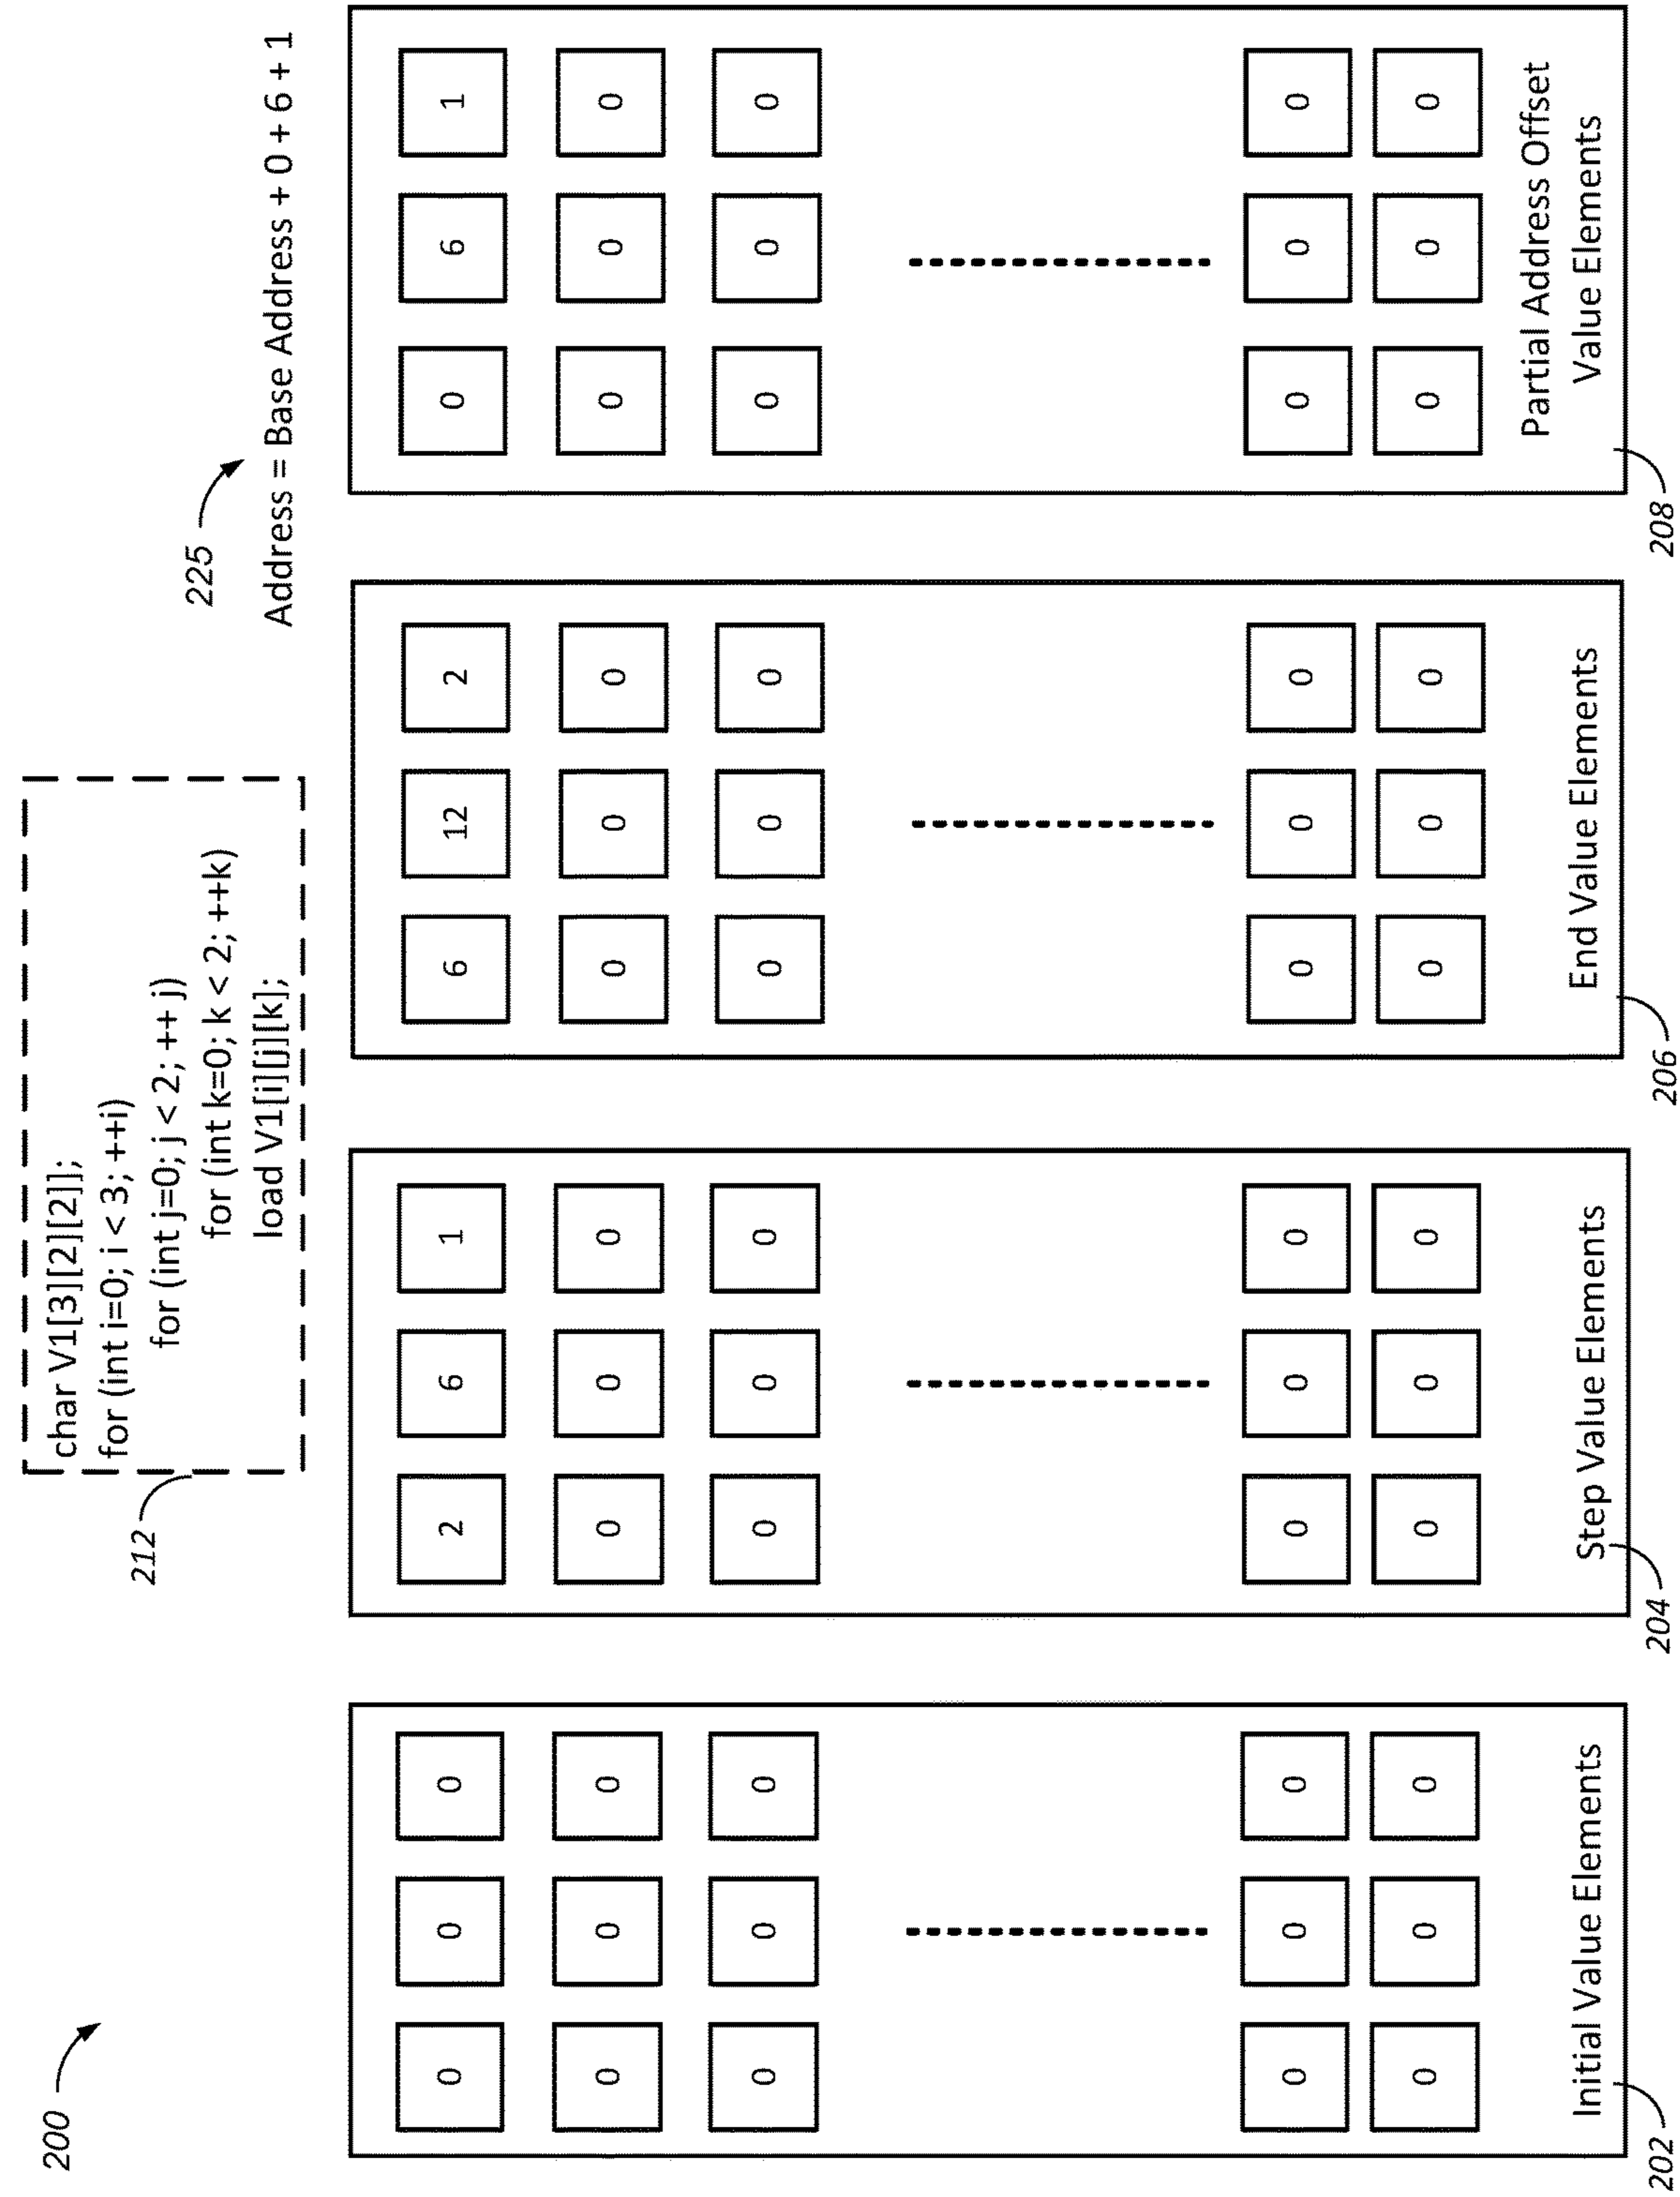 200
char V1[3][2][2]];
for (int i=0; i < 3; ++i)
for (int j=0; j < 2; ++ j)
for (int k=0; k < 2; ++k)
load V1[i][j][k];
212
225
Address = Base Address + 0 + 6 + 1
0 0 0
0 0 0
0 0 0
0 0 0
0 0 0
Initial Value Elements
202
2 6 1
0 0 0
0 0 0
0 0 0
0 0 0
Step Value Elements
204
6 12 2
0 0 0
0 0 0
0 0 0
0 0 0
End Value Elements
206
0 6 1
0 0 0
0 0 0
0 0 0
0 0 0
Partial Address Offset
Value Elements
208